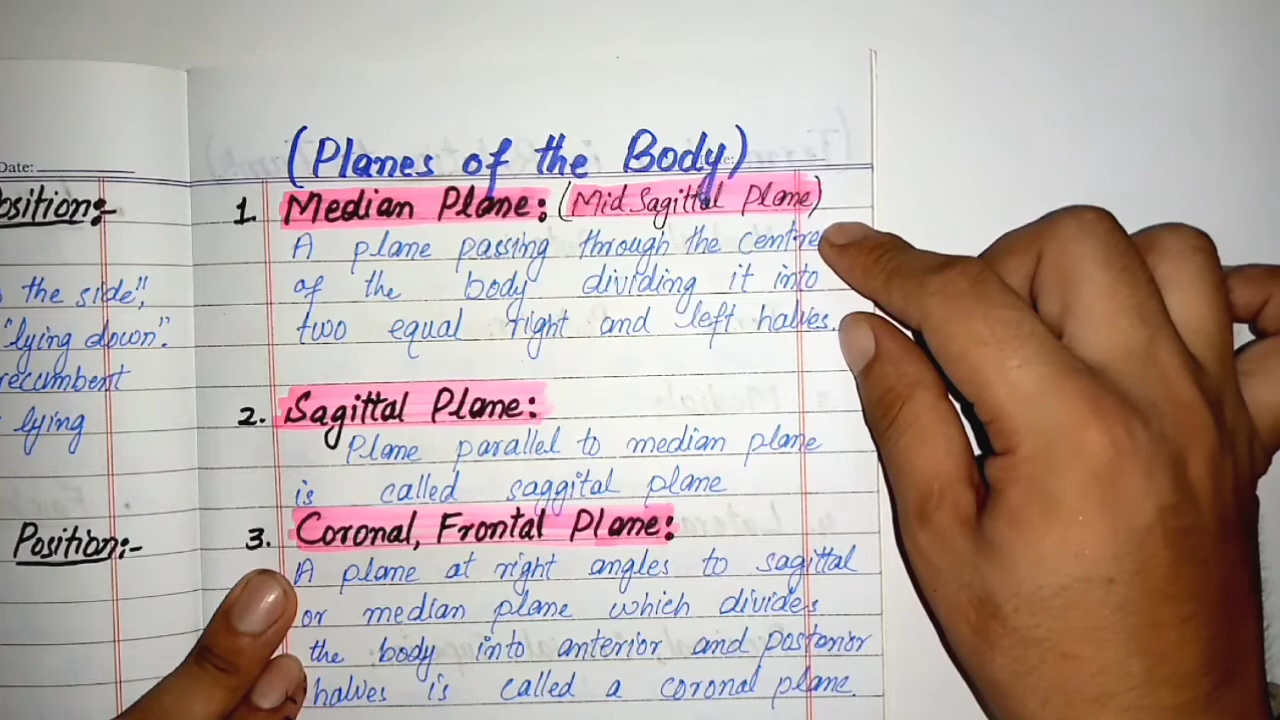 Date:
osition:-
the side",
"lying down".
recumbent
lying
Position:-
(Planes of the Body)
1. Median Plane: (Mid Sagittal Plane)
A plane passing through the centre
of the body dividing it into
two equal right and left halves.
2. Sagittal Plane:
Plane parallel to median plane
is called saggital plane
3. Coronal, Frontal Plane:
A plane at right angles to sagittal
or median plane which divides
the body into anterior and posterior
halves is called a coronal plane.